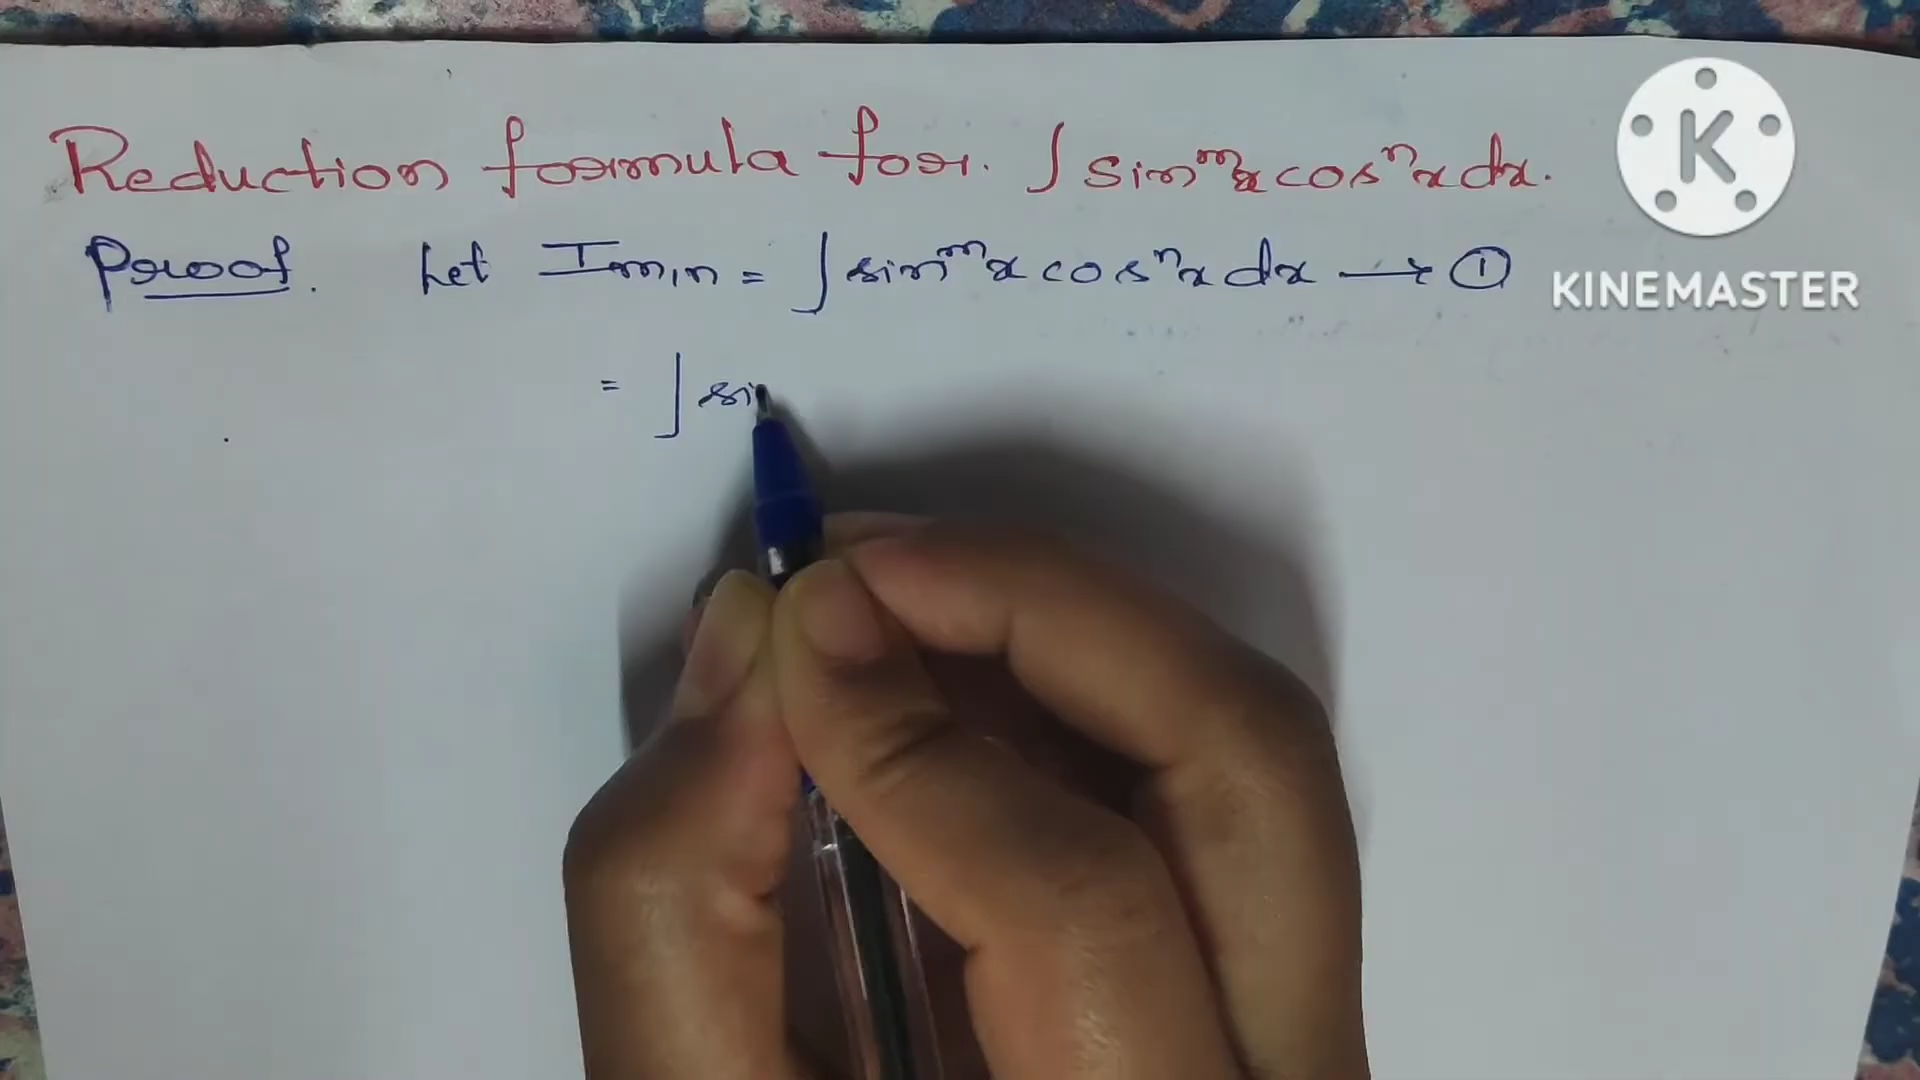 Reduction formula for. ∫ sinᵐx cosⁿx dx.
Proof. Let Im,n = ∫ sinᵐx cosⁿx dx → ①
= ∫ si
K
KINEMASTER